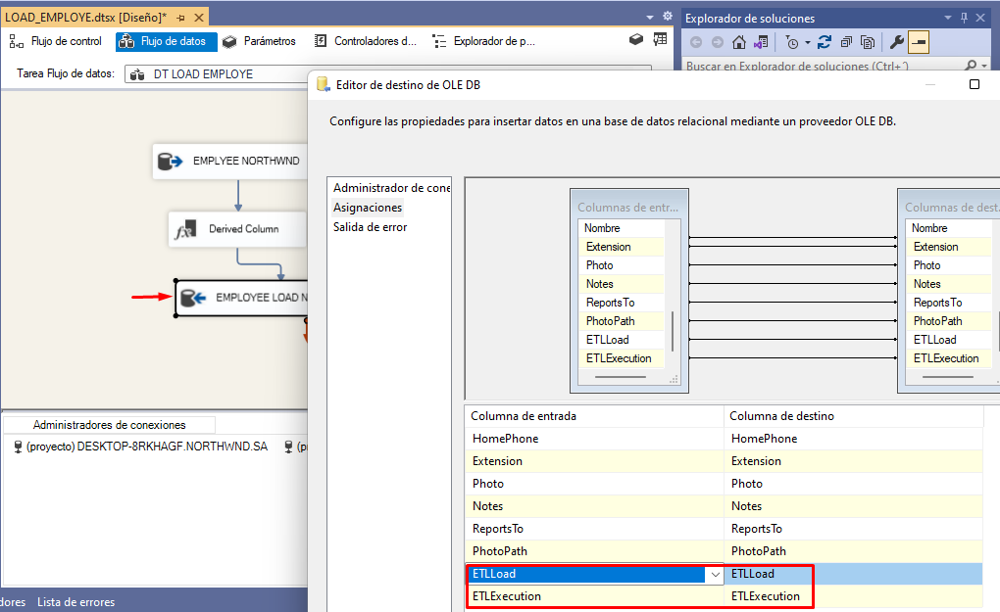 LOAD_EMPLOYE.dtsx [Diseño]*
Explorador de soluciones
Flujo de control
Flujo de datos
Parámetros
Controladores d...
Explorador de p...
Buscar en Explorador de soluciones (Ctrl+´)
Tarea Flujo de datos:
DT LOAD EMPLOYE
Editor de destino de OLE DB
Configure las propiedades para insertar datos en una base de datos relacional mediante un proveedor OLE DB.
EMPLYEE NORTHWND
Derived Column
EMPLOYEE LOAD N
Administrador de cone
Asignaciones
Salida de error
Columnas de entr...
Nombre
Extension
Photo
Notes
ReportsTo
PhotoPath
ETLLoad
ETLExecution
Columnas de dest.
Nombre
Extension
Photo
Notes
ReportsTo
PhotoPath
ETLLoad
ETLExecution
Columna de entrada Columna de destino
HomePhone HomePhone
Extension Extension
Photo Photo
Notes Notes
ReportsTo ReportsTo
PhotoPath PhotoPath
ETLLoad ETLLoad
ETLExecution ETLExecution
Administradores de conexiones
(proyecto) DESKTOP-8RKHAGF.NORTHWND.SA
(p
dores
Lista de errores